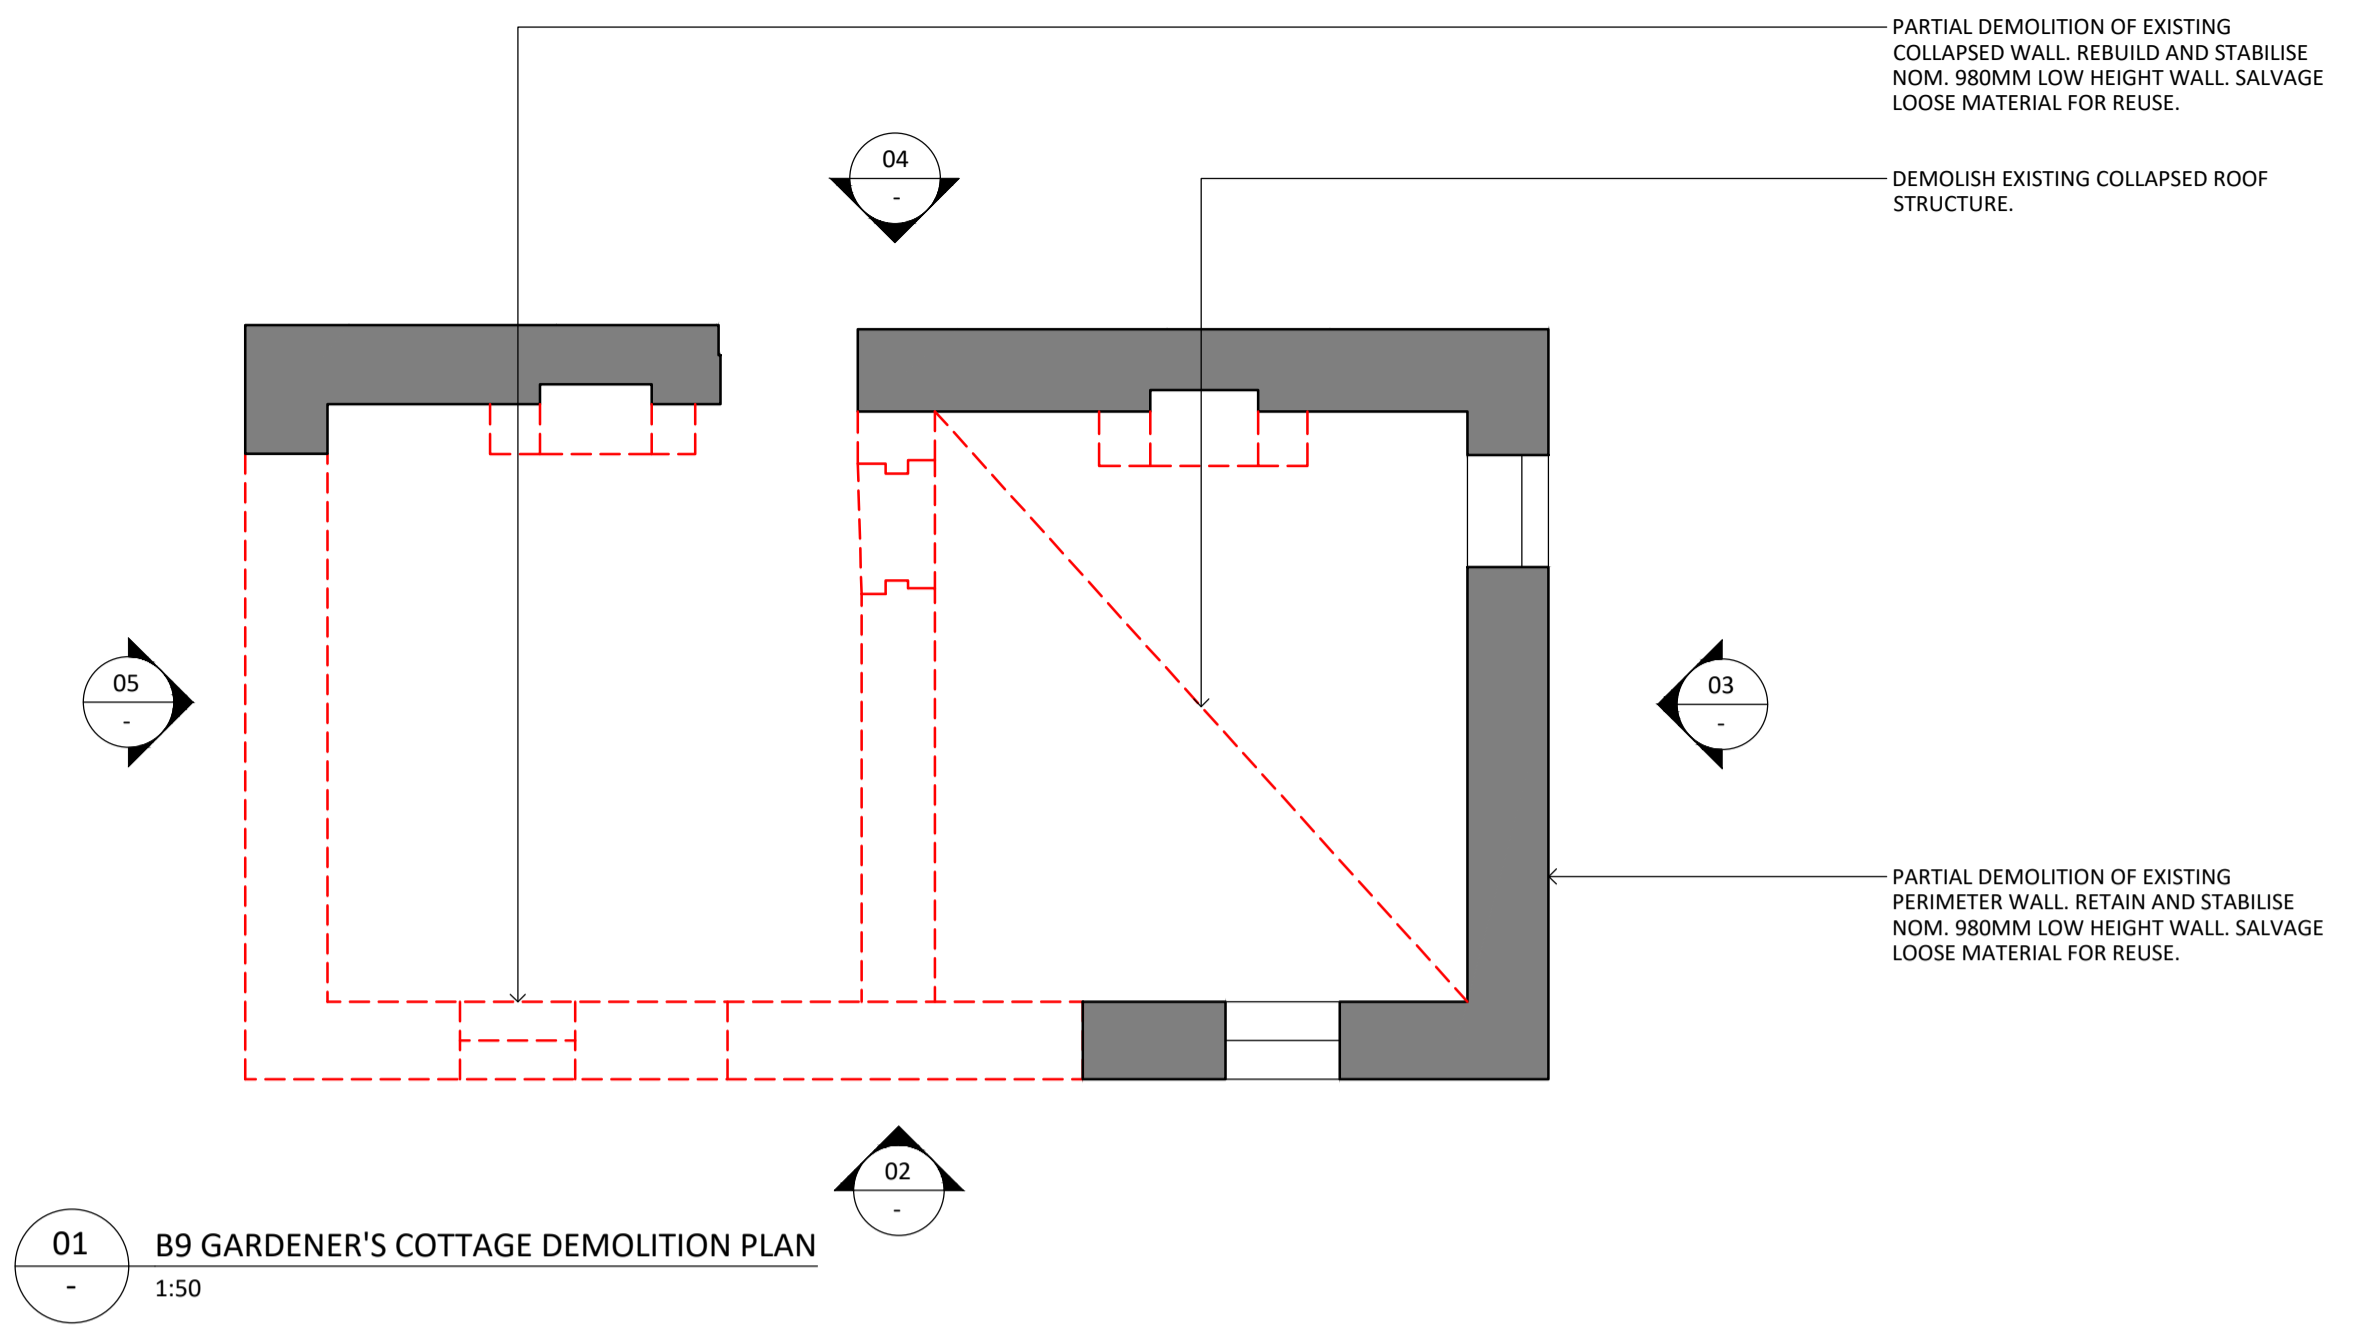 PARTIAL DEMOLITION OF EXISTING
COLLAPSED WALL. REBUILD AND STABILISE
NOM. 980MM LOW HEIGHT WALL. SALVAGE
LOOSE MATERIAL FOR REUSE.
04
-
DEMOLISH EXISTING COLLAPSED ROOF
STRUCTURE.
05
-
03
-
PARTIAL DEMOLITION OF EXISTING
PERIMETER WALL. RETAIN AND STABILISE
NOM. 980MM LOW HEIGHT WALL. SALVAGE
LOOSE MATERIAL FOR REUSE.
02
-
01
-
B9 GARDENER'S COTTAGE DEMOLITION PLAN
1:50